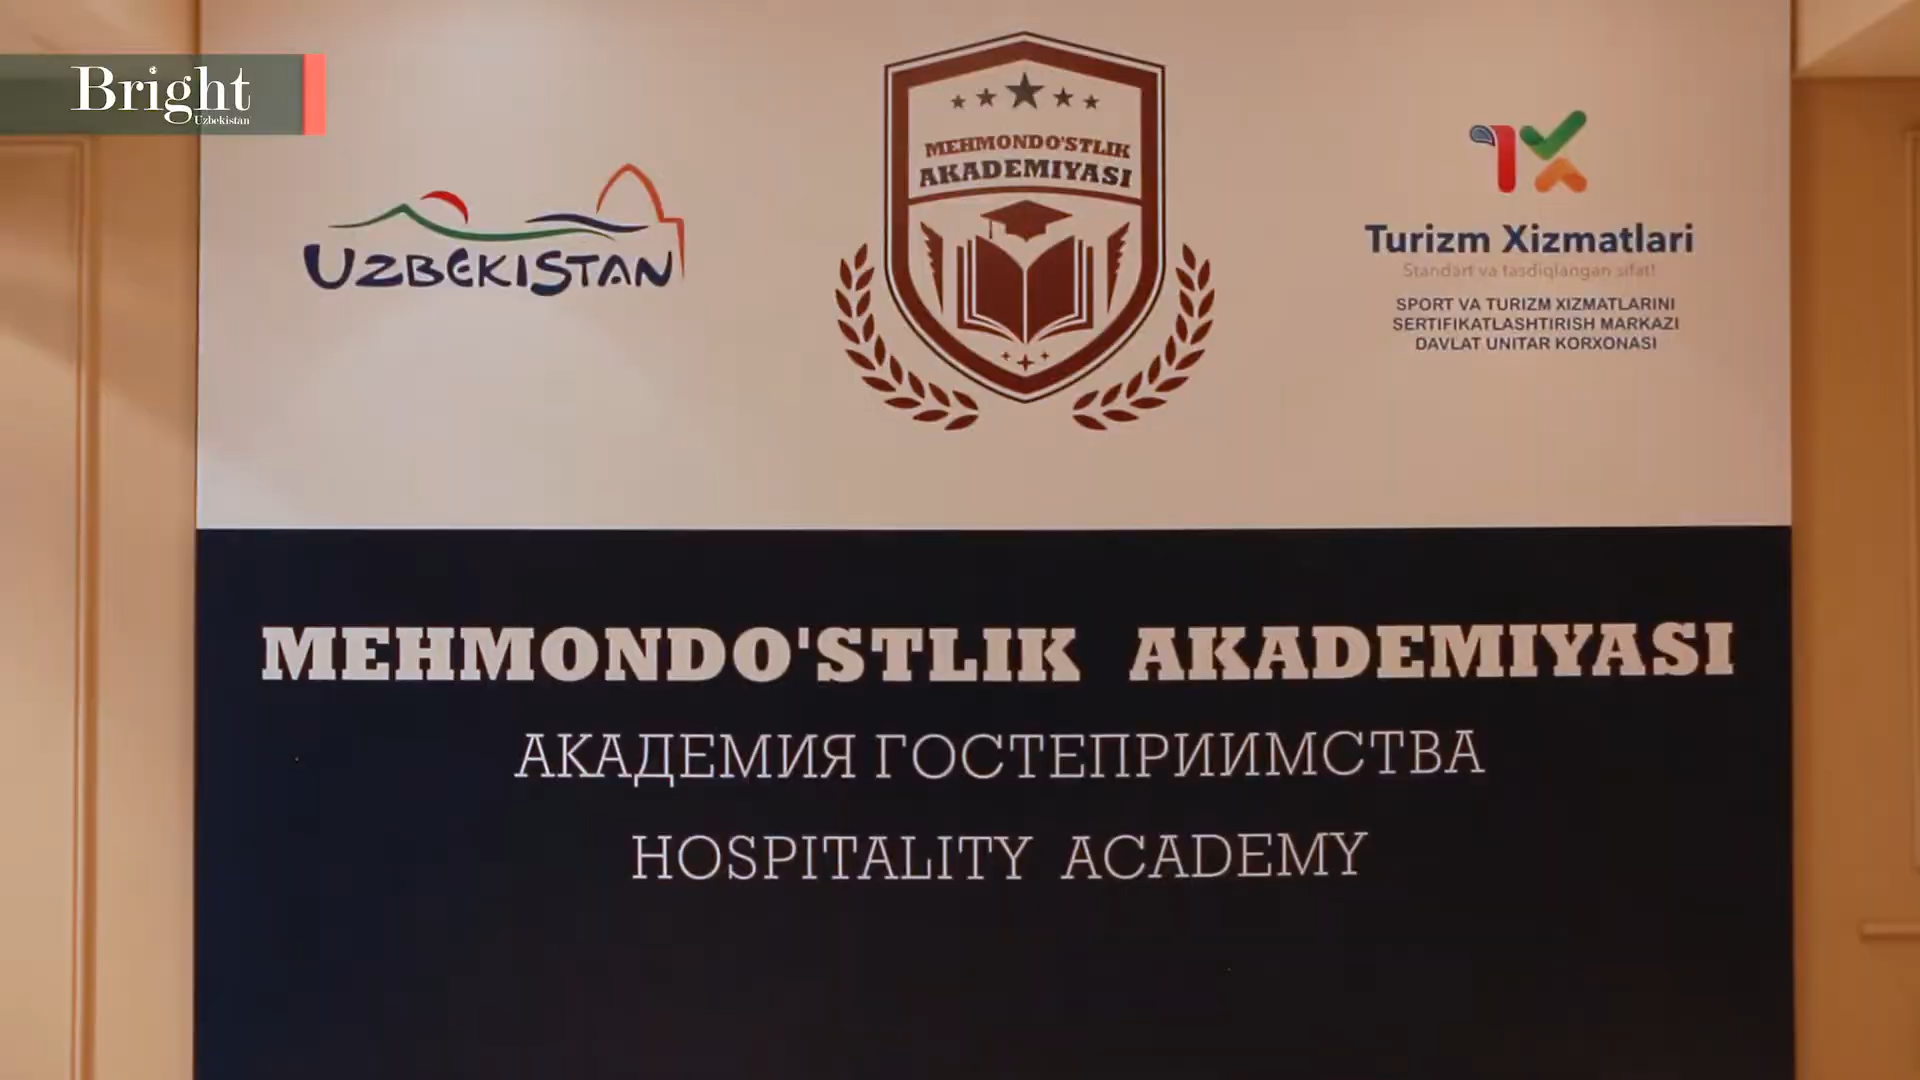 Bright
Uzbekistan
UZBEKISTAN
MEHMONDO'STLIK
AKADEMIYASI
Turizm Xizmatlari
Standart va tasdiqlangan sifat!
SPORT VA TURIZM XIZMATLARINI
SERTIFIKATLASHTIRISH MARKAZI
DAVLAT UNITAR KORXONASI
MEHMONDO'STLIK AKADEMIYASI
АКАДЕМИЯ ГОСТЕПРИИМСТВА
HOSPITALITY ACADEMY